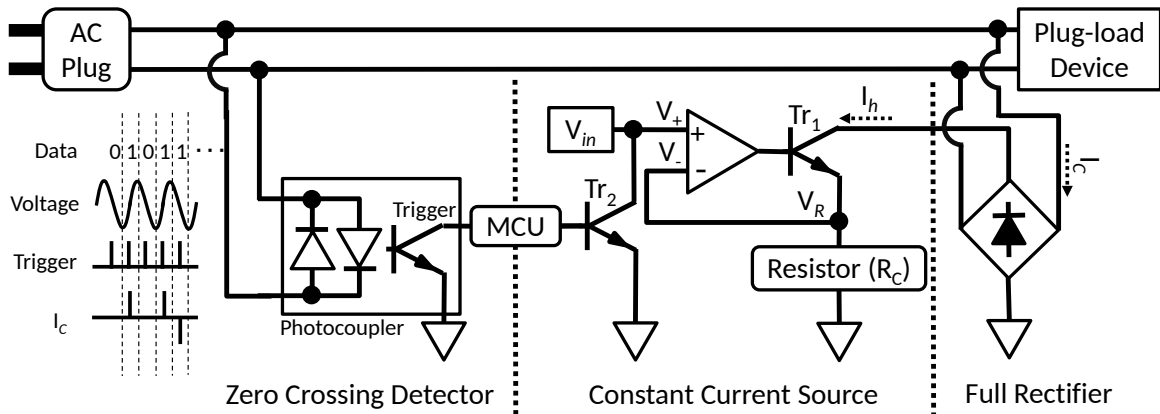 AC
Plug
Plug-load
Device
Data 0 1 0 1 1 ·····
Voltage
Trigger
I_C
Trigger
Photocoupler
MCU
V_in
V_+
V_-
+
-
Tr_1
Tr_2
I_h
V_R
Resistor (R_C)
I_C
Zero Crossing Detector
Constant Current Source
Full Rectifier